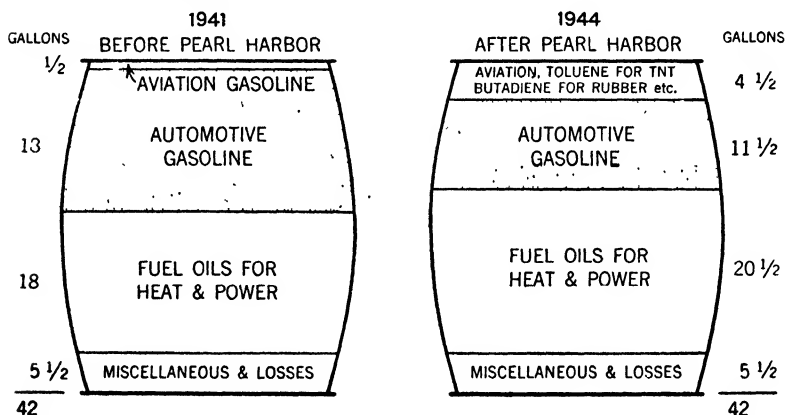 1941
BEFORE PEARL HARBOR
GALLONS
½
AVIATION GASOLINE
13
AUTOMOTIVE
GASOLINE
18
FUEL OILS FOR
HEAT & POWER
5 ½
MISCELLANEOUS & LOSSES
42
1944
AFTER PEARL HARBOR
GALLONS
AVIATION, TOLUENE FOR TNT
BUTADIENE FOR RUBBER etc.
4 ½
AUTOMOTIVE
GASOLINE
11 ½
FUEL OILS FOR
HEAT & POWER
20 ½
MISCELLANEOUS & LOSSES
5 ½
42